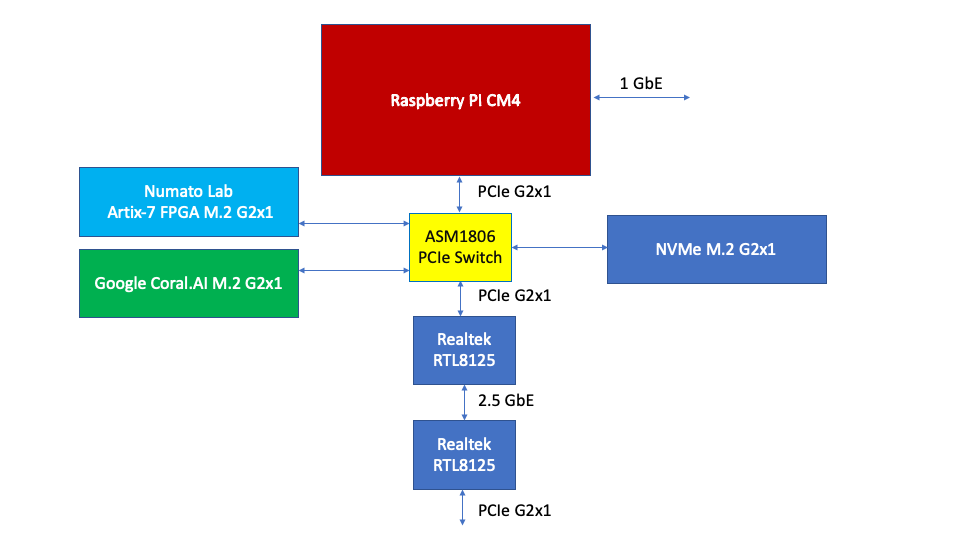 Raspberry PI CM4
1 GbE
PCIe G2x1
Numato Lab
Artix-7 FPGA M.2 G2x1
ASM1806
PCIe Switch
NVMe M.2 G2x1
Google Coral.AI M.2 G2x1
PCIe G2x1
Realtek
RTL8125
2.5 GbE
Realtek
RTL8125
PCIe G2x1